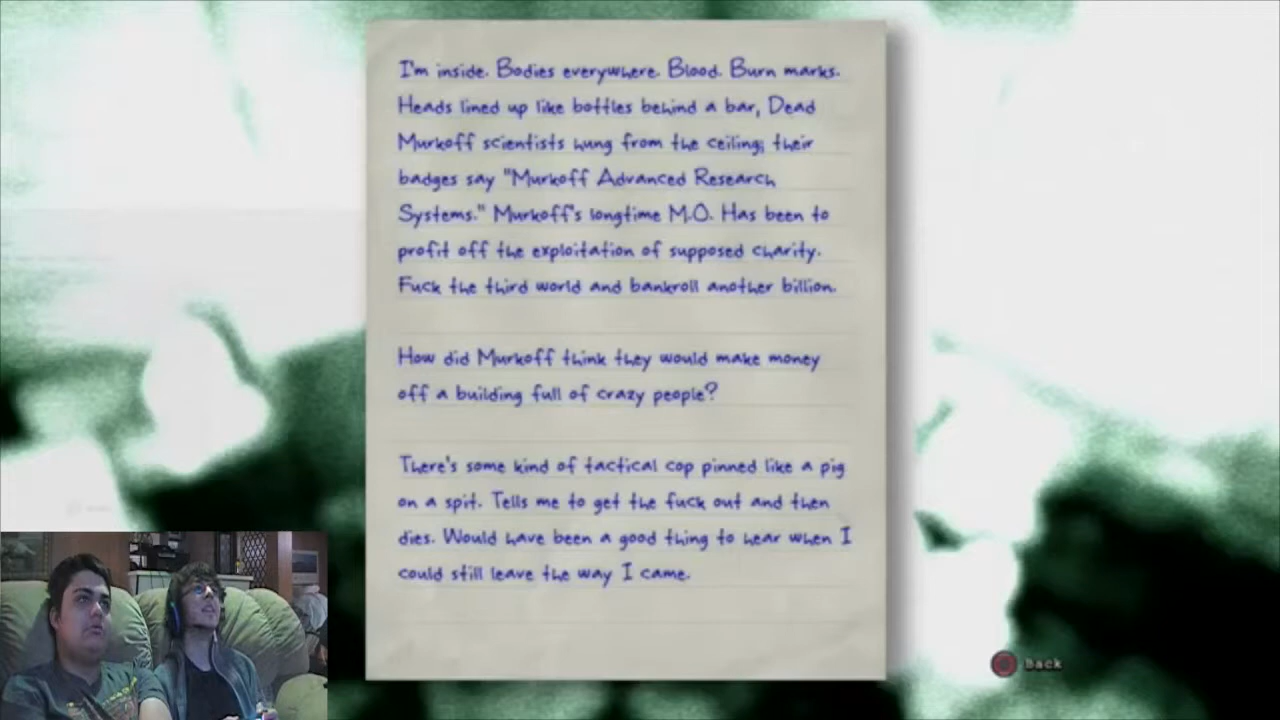 I'm inside. Bodies everywhere. Blood. Burn marks.
Heads lined up like bottles behind a bar, Dead
Murkoff scientists hung from the ceiling; their
badges say "Murkoff Advanced Research
Systems." Murkoff's longtime M.O. Has been to
profit off the exploitation of supposed charity.
Fuck the third world and bankroll another billion.
How did Murkoff think they would make money
off a building full of crazy people?
There's some kind of tactical cop pinned like a pig
on a spit. Tells me to get the fuck out and then
dies. Would have been a good thing to hear when I
could still leave the way I came.
Back